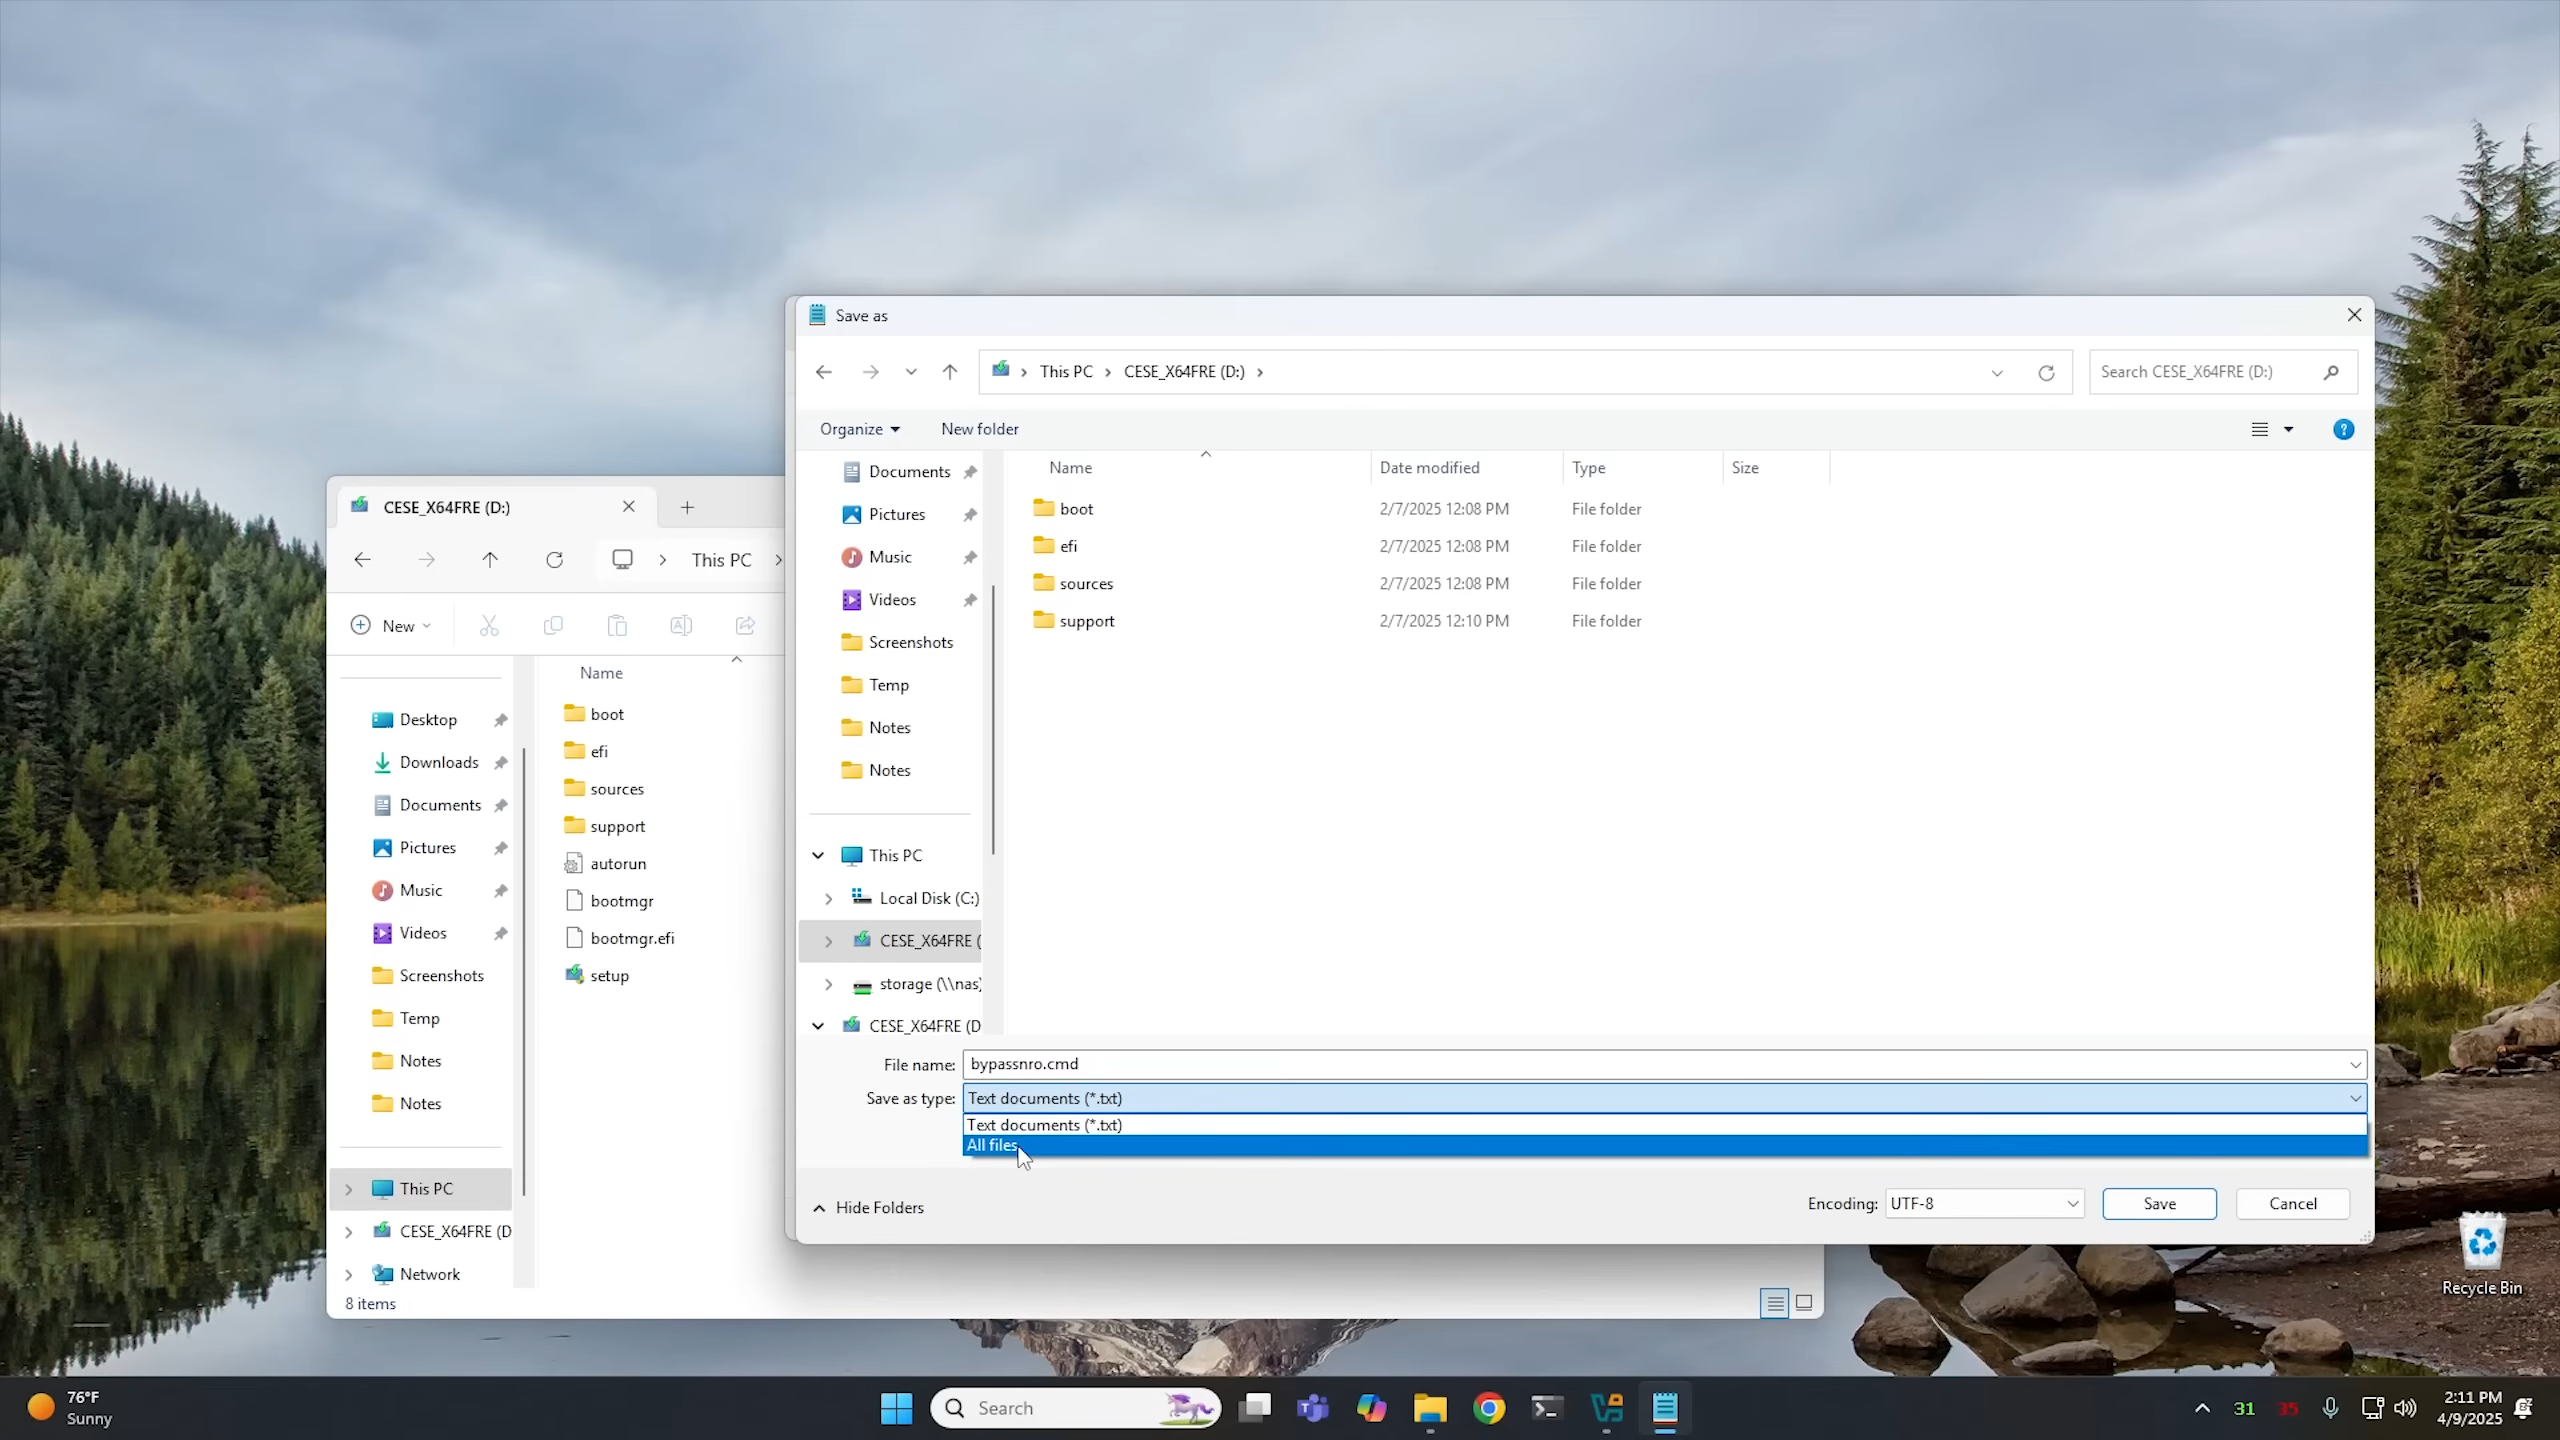 Save as
This PC
CESE_X64FRE (D:)
Search CESE_X64FRE (D:)
Organize
New folder
Documents
Pictures
Music
Videos
Screenshots
Temp
Notes
Notes
This PC
Local Disk (C:)
CESE_X64FRE (
storage (\\nas)
CESE_X64FRE (D
Name
Date modified
Type
Size
boot
2/7/2025 12:08 PM
File folder
efi
2/7/2025 12:08 PM
File folder
sources
2/7/2025 12:08 PM
File folder
support
2/7/2025 12:10 PM
File folder
File name:
bypassnro.cmd
Save as type:
Text documents (*.txt)
Text documents (*.txt)
All files
Hide Folders
Encoding:
UTF-8
Save
Cancel
CESE_X64FRE (D:)
This PC
New
Name
Desktop
Downloads
Documents
Pictures
Music
Videos
Screenshots
Temp
Notes
Notes
This PC
CESE_X64FRE (D
Network
boot
efi
sources
support
autorun
bootmgr
bootmgr.efi
setup
8 items
Recycle Bin
76°F
Sunny
Search
31
35
2:11 PM
4/9/2025